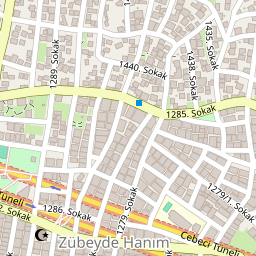 1435. Sokak
1438. Sokak
1440. Sokak
1289. Sokak
1285. Sokak
1279/1. Sokak
1279. Sokak
1286. Sokak
Sokak
Tüneli
Zübeyde Hanım
Cebeci Tüneli